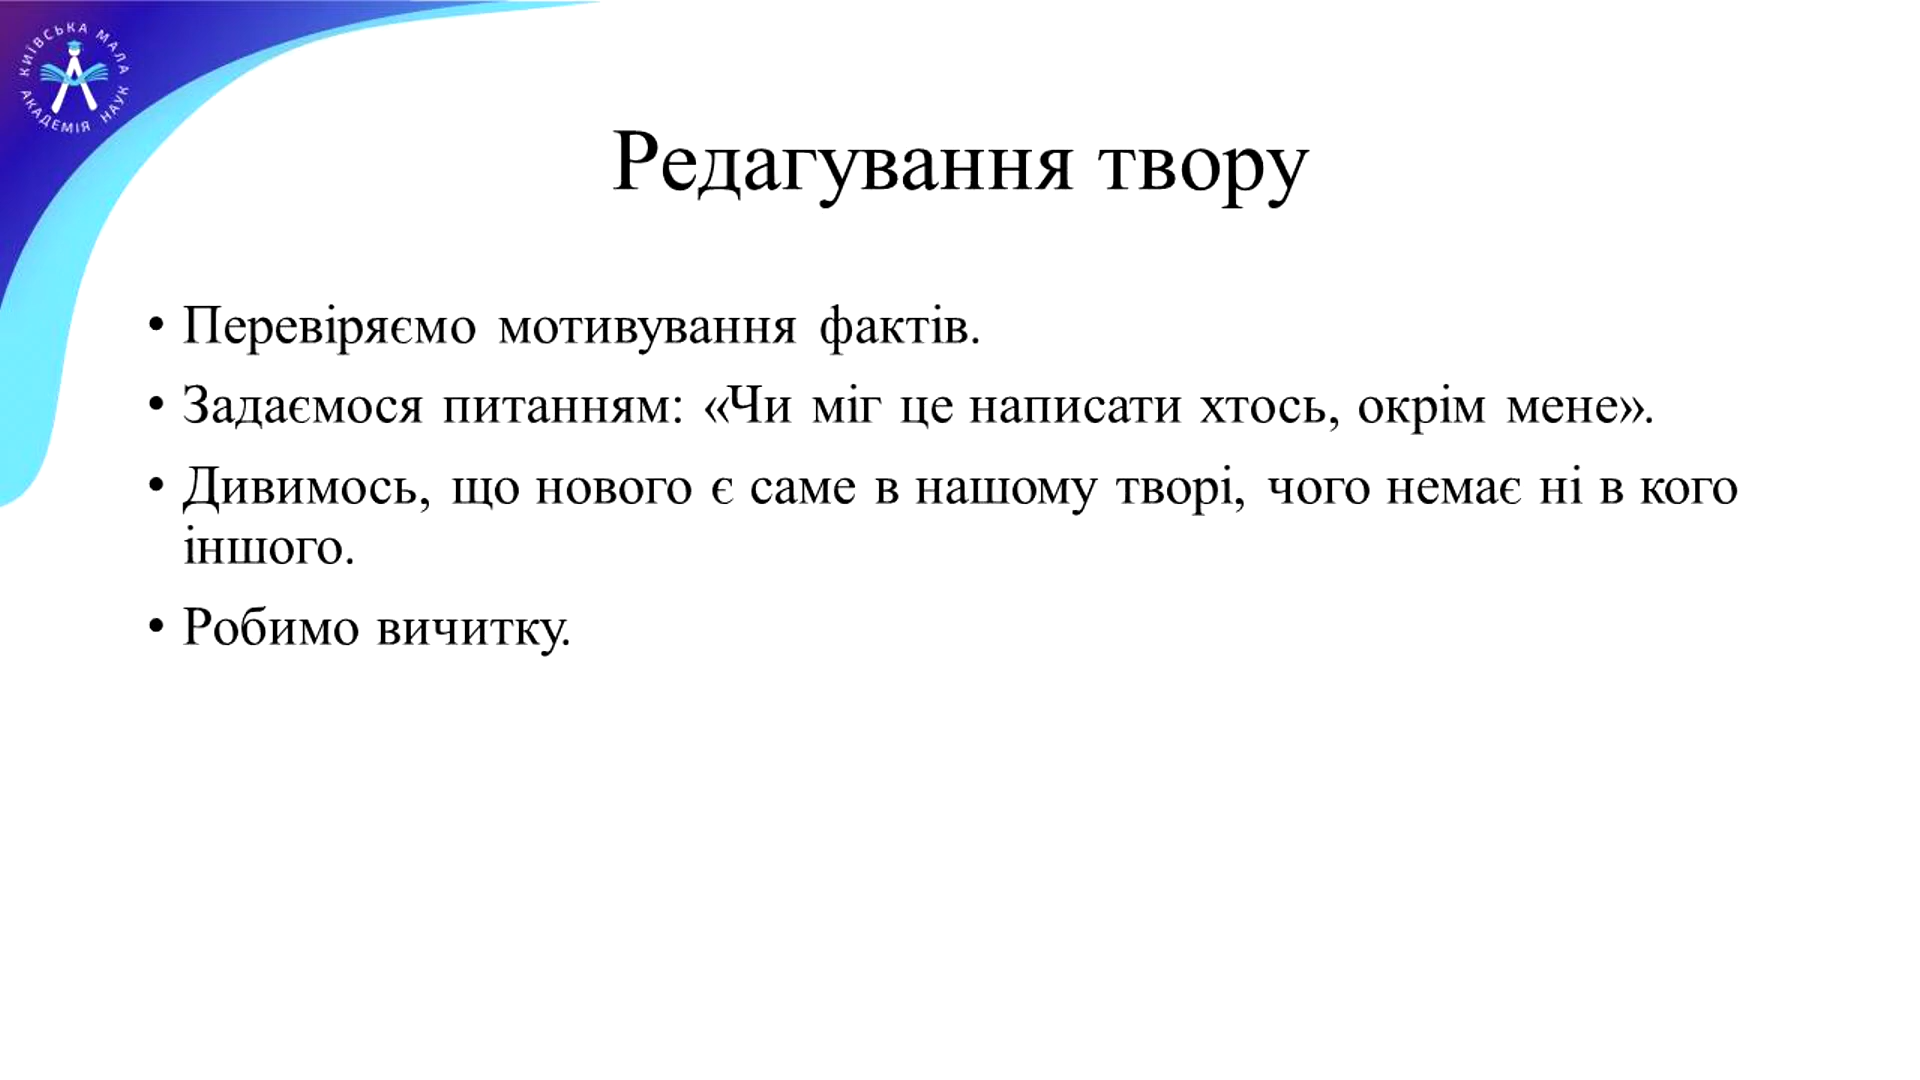 КИЇВСЬКА МАЛА
АКАДЕМІЯ НАУК
Редагування твору
• Перевіряємо мотивування фактів.
• Задаємося питанням: «Чи міг це написати хтось, окрім мене».
• Дивимось, що нового є саме в нашому творі, чого немає ні в кого
іншого.
• Робимо вичитку.